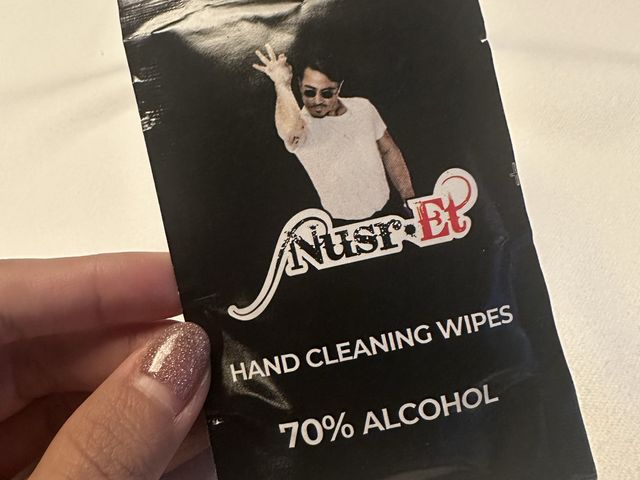 Nusr•Et
HAND CLEANING WIPES
70% ALCOHOL